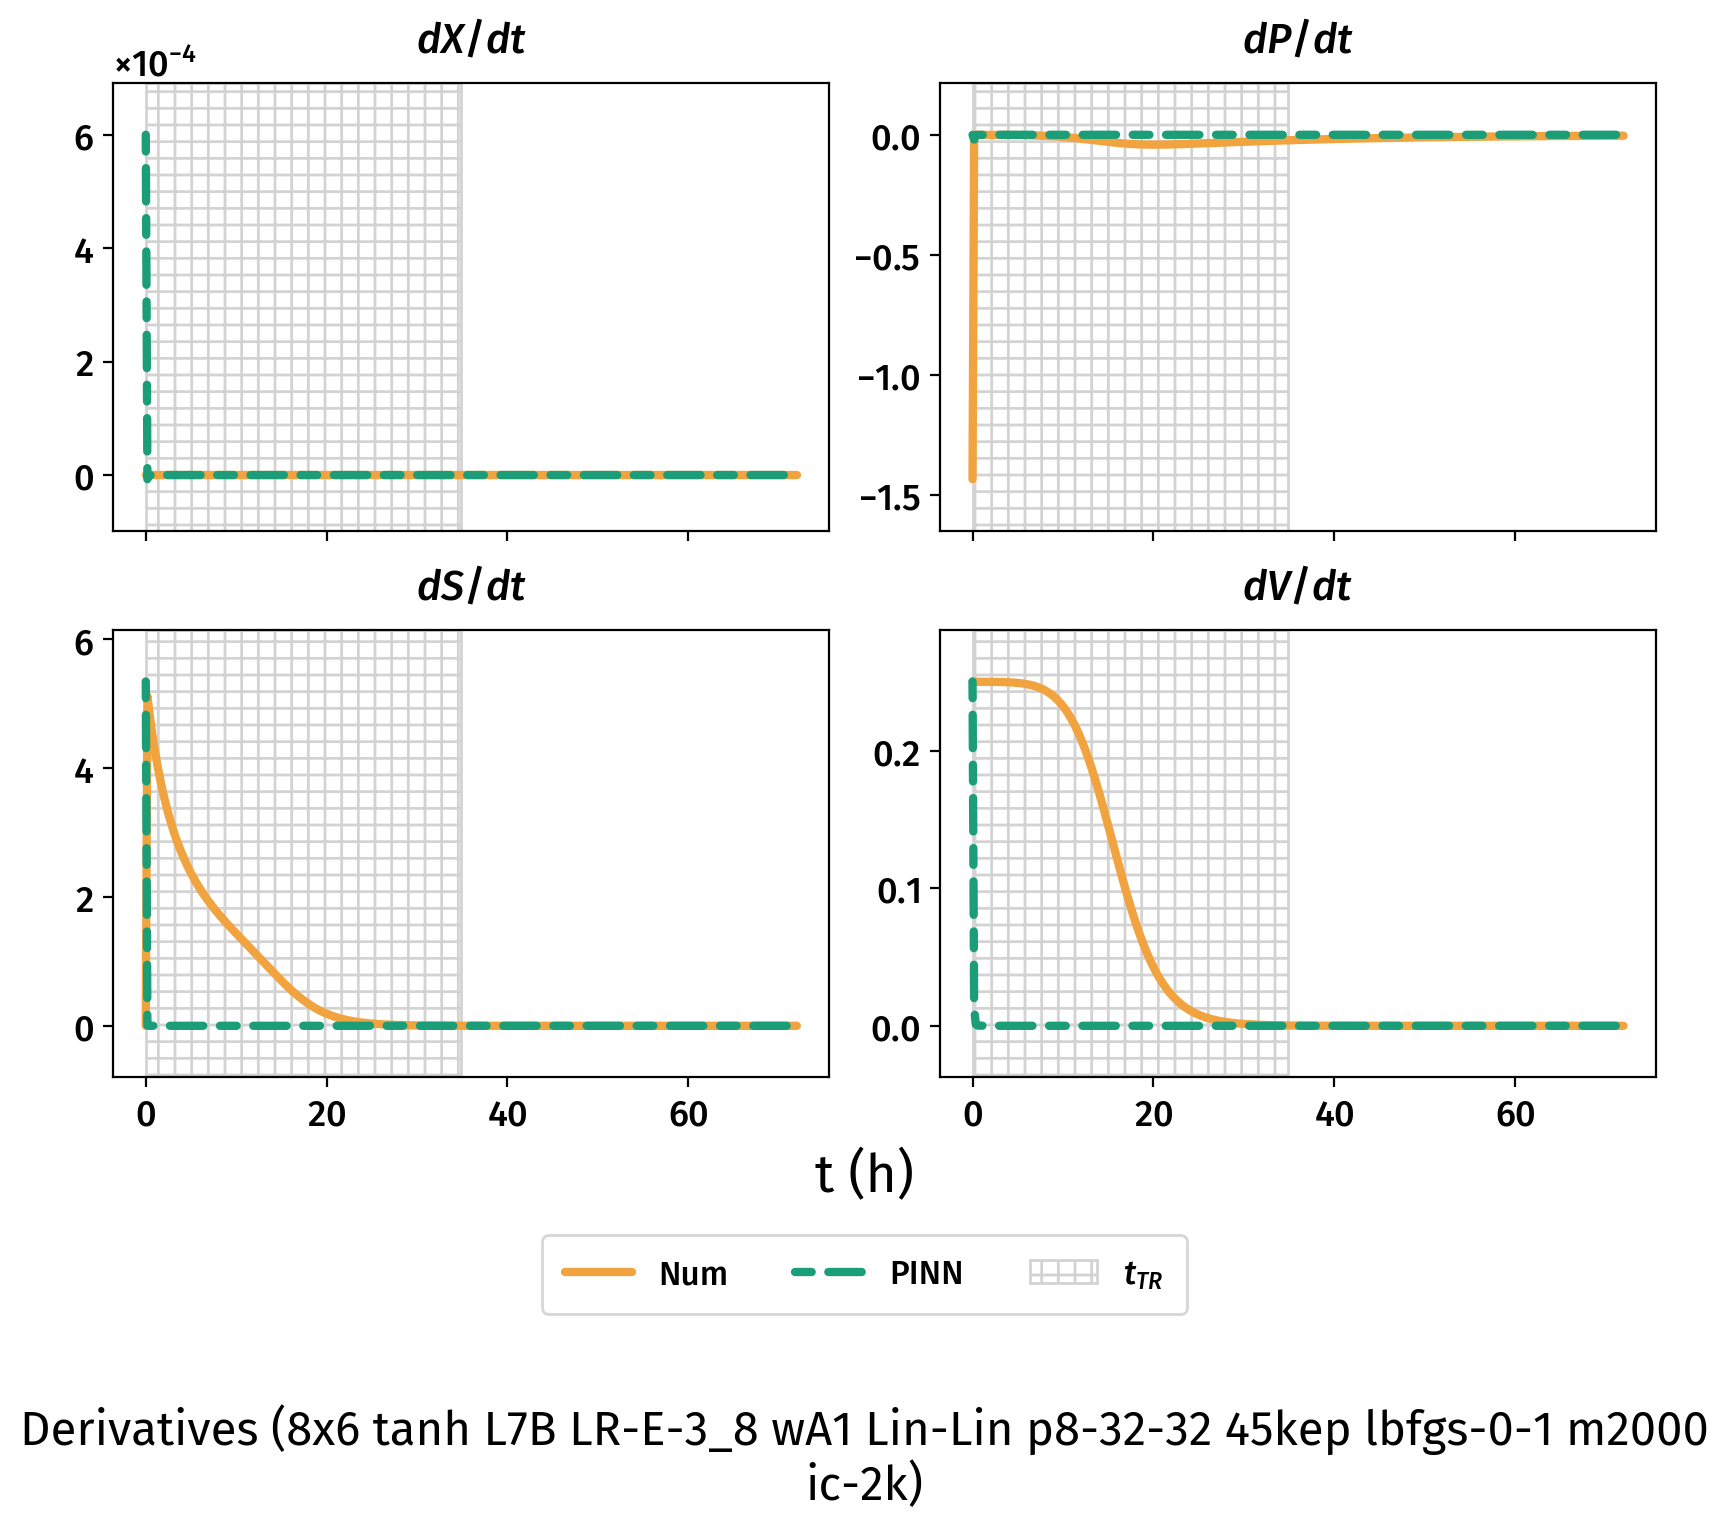 dX/dt
×10⁻⁴
6
4
2
0
dP/dt
0.0
−0.5
−1.0
−1.5
dS/dt
6
4
2
0
0 20 40 60
dV/dt
0.2
0.1
0.0
0 20 40 60
t (h)
Num PINN t_TR
Derivatives (8x6 tanh L7B LR-E-3_8 wA1 Lin-Lin p8-32-32 45kep lbfgs-0-1 m2000
ic-2k)